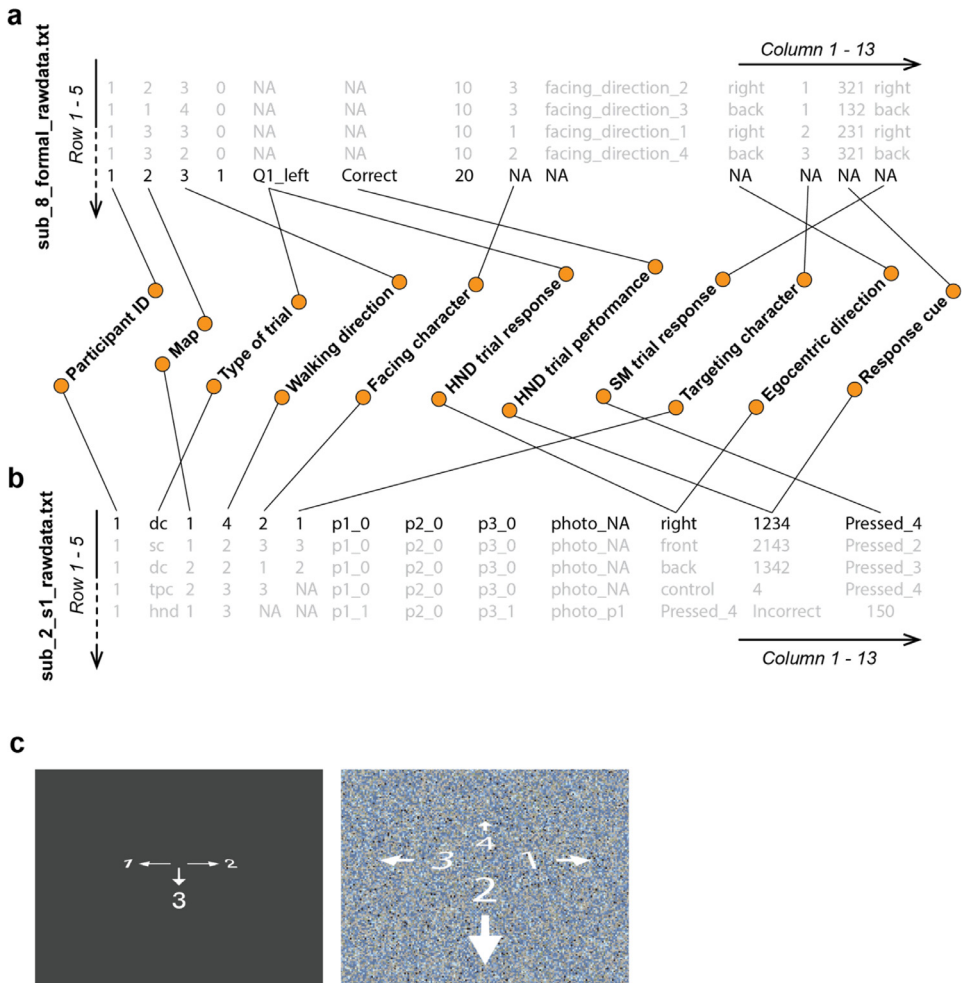 a
sub_8_formal_rawdata.txt
Row 1 - 5
Column 1 - 13
1 2 3 0 NA NA 10 3 facing_direction_2 right 1 321 right
1 1 4 0 NA NA 10 3 facing_direction_3 back 1 132 back
1 3 3 0 NA NA 10 1 facing_direction_1 right 2 231 right
1 3 2 0 NA NA 10 2 facing_direction_4 back 3 321 back
1 2 3 1 Q1_left Correct 20 NA NA NA NA NA NA
Participant ID
Map
Type of trial
Walking direction
Facing character
HND trial response
HND trial performance
SM trial response
Targeting character
Egocentric direction
Response cue
b
sub_2_s1_rawdata.txt
Row 1 - 5
1 dc 1 4 2 1 p1_0 p2_0 p3_0 photo_NA right 1234 Pressed_4
1 sc 1 2 3 3 p1_0 p2_0 p3_0 photo_NA front 2143 Pressed_2
1 dc 2 2 1 2 p1_0 p2_0 p3_0 photo_NA back 1342 Pressed_3
1 tpc 2 3 3 NA p1_0 p2_0 p3_0 photo_NA control 4 Pressed_4
1 hnd 1 3 NA NA p1_1 p2_0 p3_1 photo_p1 Pressed_4 Incorrect 150
Column 1 - 13
c
1 2
3
4
3 1
2